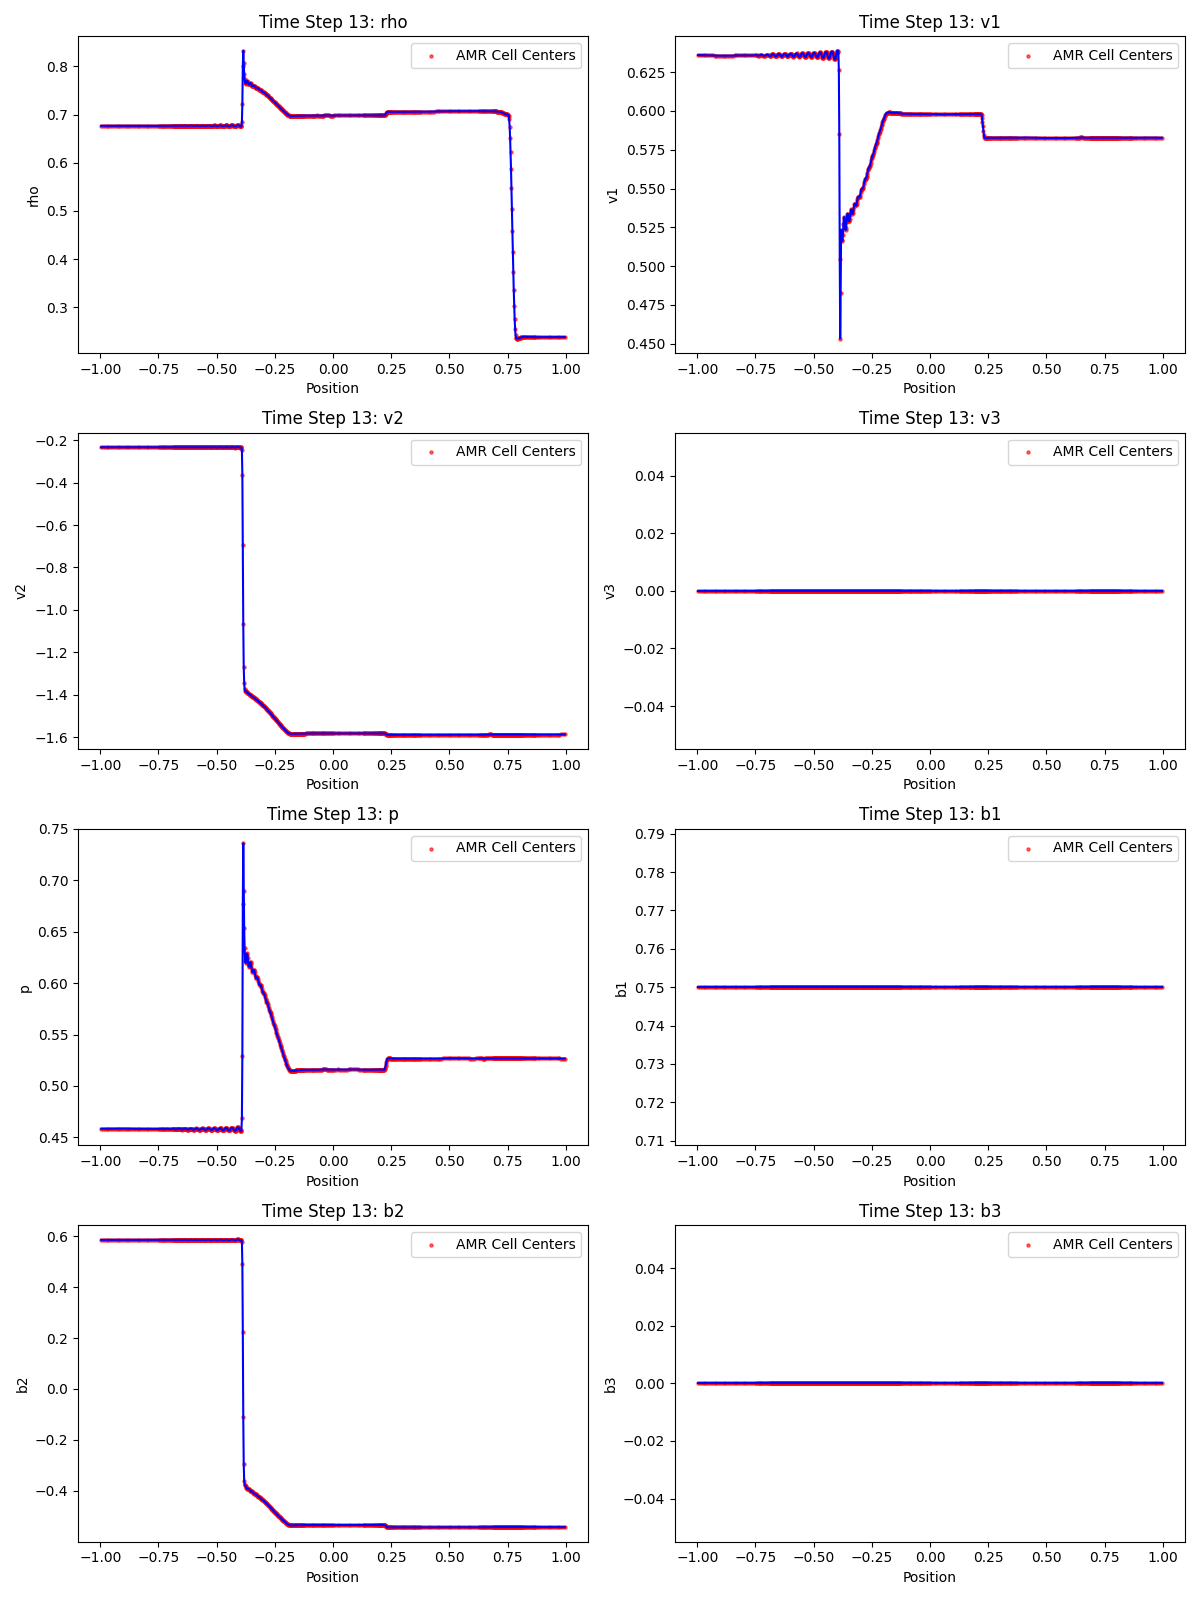 Time Step 13: rho
AMR Cell Centers
0.8
0.7
0.6
0.5
0.4
0.3
rho
−1.00 −0.75 −0.50 −0.25 0.00 0.25 0.50 0.75 1.00
Position
Time Step 13: v1
AMR Cell Centers
0.625
0.600
0.575
0.550
0.525
0.500
0.475
0.450
v1
−1.00 −0.75 −0.50 −0.25 0.00 0.25 0.50 0.75 1.00
Position
Time Step 13: v2
AMR Cell Centers
−0.2
−0.4
−0.6
−0.8
−1.0
−1.2
−1.4
−1.6
v2
−1.00 −0.75 −0.50 −0.25 0.00 0.25 0.50 0.75 1.00
Position
Time Step 13: v3
AMR Cell Centers
0.04
0.02
0.00
−0.02
−0.04
v3
−1.00 −0.75 −0.50 −0.25 0.00 0.25 0.50 0.75 1.00
Position
Time Step 13: p
AMR Cell Centers
0.75
0.70
0.65
0.60
0.55
0.50
0.45
p
−1.00 −0.75 −0.50 −0.25 0.00 0.25 0.50 0.75 1.00
Position
Time Step 13: b1
AMR Cell Centers
0.79
0.78
0.77
0.76
0.75
0.74
0.73
0.72
0.71
b1
−1.00 −0.75 −0.50 −0.25 0.00 0.25 0.50 0.75 1.00
Position
Time Step 13: b2
AMR Cell Centers
0.6
0.4
0.2
0.0
−0.2
−0.4
b2
−1.00 −0.75 −0.50 −0.25 0.00 0.25 0.50 0.75 1.00
Position
Time Step 13: b3
AMR Cell Centers
0.04
0.02
0.00
−0.02
−0.04
b3
−1.00 −0.75 −0.50 −0.25 0.00 0.25 0.50 0.75 1.00
Position